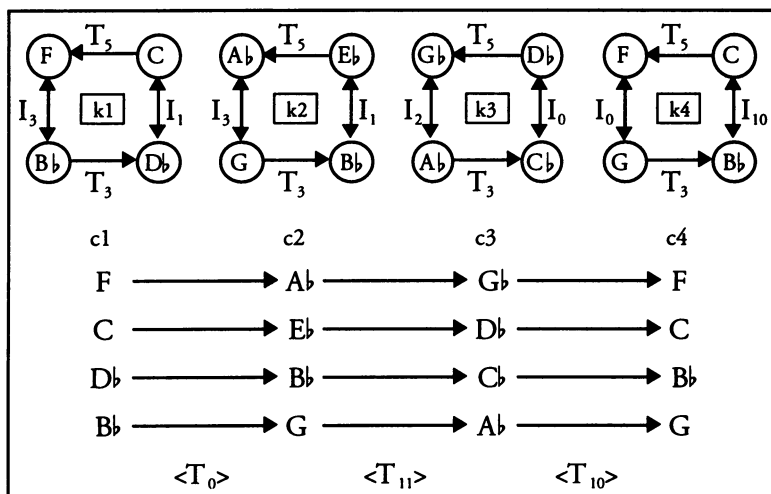 F T₅ C A♭ T₅ E♭ G♭ T₅ D♭ F T₅ C
I₃ k1 I₁ I₃ k2 I₁ I₂ k3 I₀ I₀ k4 I₁₀
B♭ T₃ D♭ G T₃ B♭ A♭ T₃ C♭ G T₃ B♭
c1 c2 c3 c4
F A♭ G♭ F
C E♭ D♭ C
D♭ B♭ C♭ B♭
B♭ G A♭ G
<T₀> <T₁₁> <T₁₀>